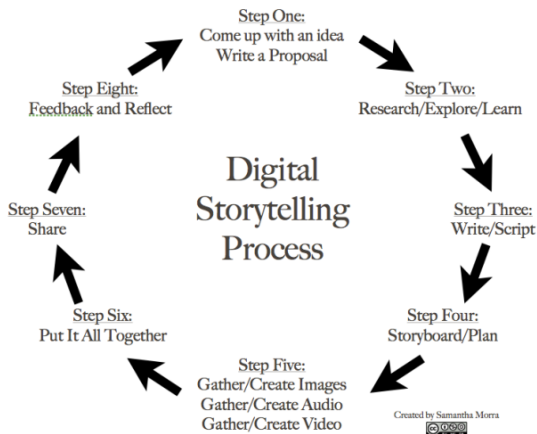 Step One:
Come up with an idea
Write a Proposal
Step Two:
Research/Explore/Learn
Step Three:
Write/Script
Step Four:
Storyboard/Plan
Step Five:
Gather/Create Images
Gather/Create Audio
Gather/Create Video
Step Six:
Put It All Together
Step Seven:
Share
Step Eight:
Feedback and Reflect
Digital
Storytelling
Process
Created by Samantha Morra